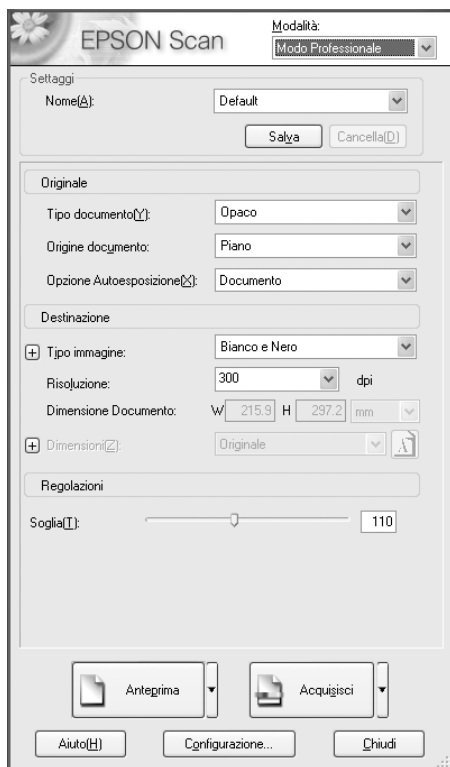 EPSON Scan
Modalità:
Modo Professionale
Settaggi
Nome(A): Default
Salva Cancella(D)
Originale
Tipo documento(Y): Opaco
Origine documento: Piano
Opzione Autoesposizione(X): Documento
Destinazione
Tipo immagine: Bianco e Nero
Risoluzione: 300 dpi
Dimensione Documento: W 215.9 H 297.2 mm
Dimensioni(Z): Originale
Regolazioni
Soglia(T): 110
Anteprima Acquisisci
Aiuto(H) Configurazione... Chiudi